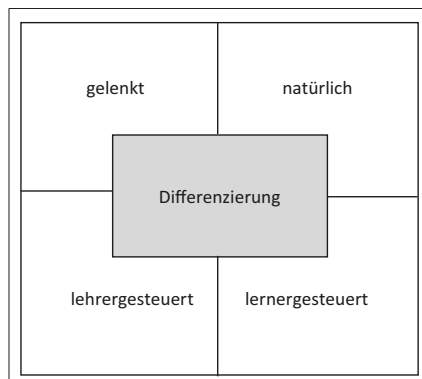 gelenkt
natürlich
Differenzierung
lehrergesteuert
lernergesteuert